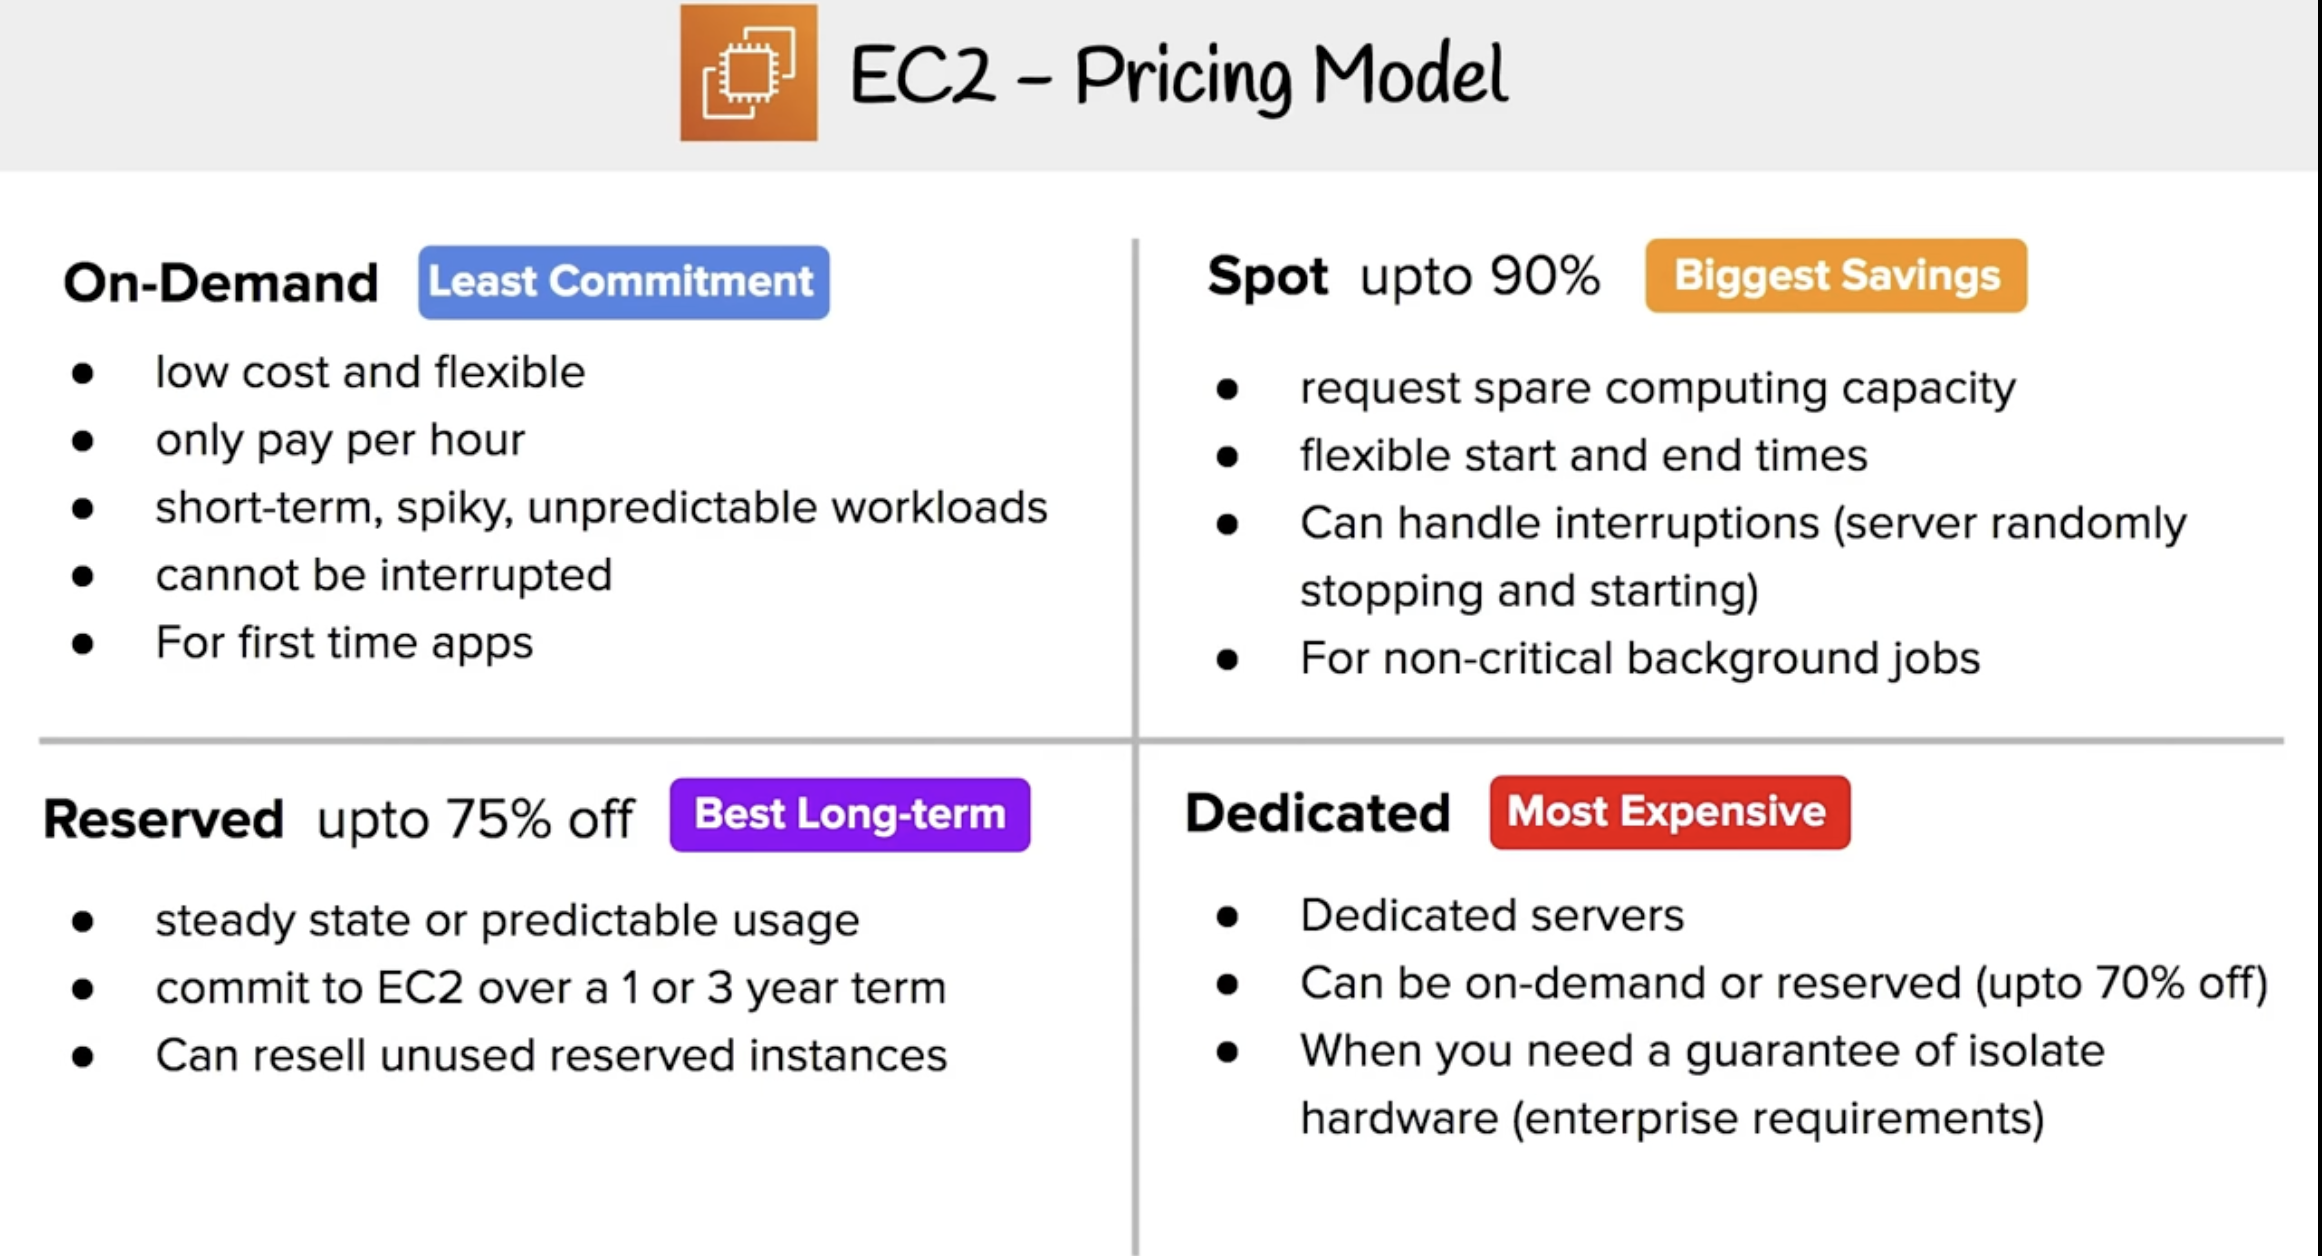 EC2 – Pricing Model
On-Demand Least Commitment
● low cost and flexible
● only pay per hour
● short-term, spiky, unpredictable workloads
● cannot be interrupted
● For first time apps
Spot upto 90% Biggest Savings
● request spare computing capacity
● flexible start and end times
● Can handle interruptions (server randomly
stopping and starting)
● For non-critical background jobs
Reserved upto 75% off Best Long-term
● steady state or predictable usage
● commit to EC2 over a 1 or 3 year term
● Can resell unused reserved instances
Dedicated Most Expensive
● Dedicated servers
● Can be on-demand or reserved (upto 70% off)
● When you need a guarantee of isolate
hardware (enterprise requirements)